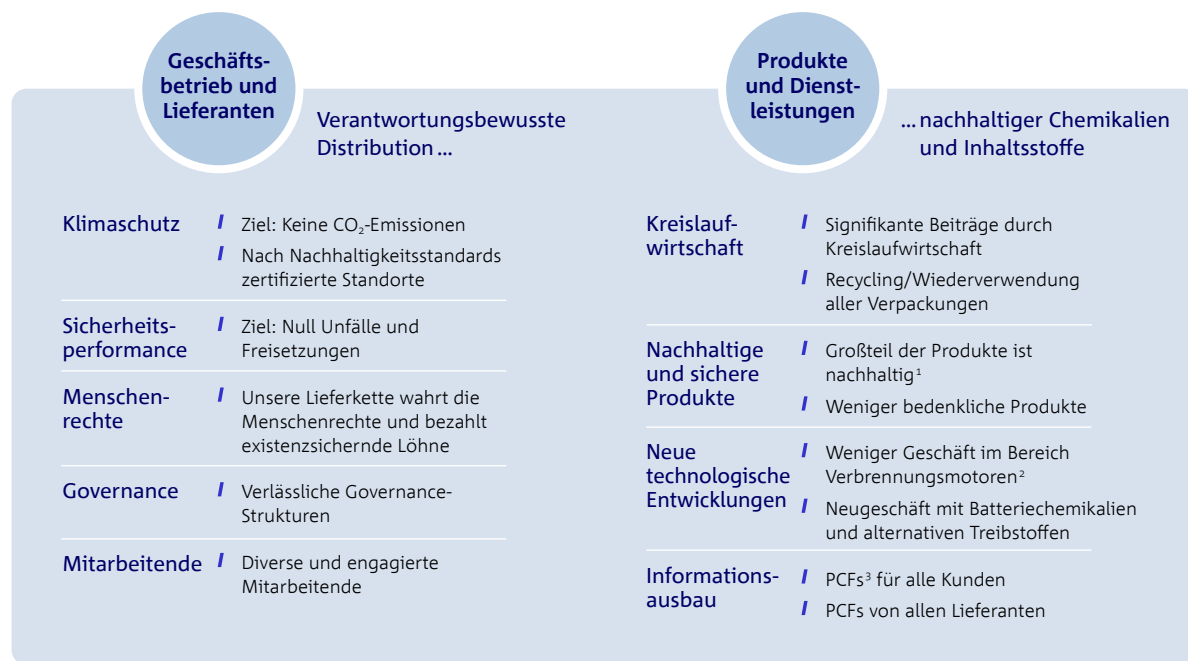 Geschäfts-
betrieb und
Lieferanten
Verantwortungsbewusste
Distribution ...
Klimaschutz
Ziel: Keine CO₂-Emissionen
Nach Nachhaltigkeitsstandards
zertifizierte Standorte
Sicherheits-
performance
Ziel: Null Unfälle und
Freisetzungen
Menschen-
rechte
Unsere Lieferkette wahrt die
Menschenrechte und bezahlt
existenzsichernde Löhne
Governance
Verlässliche Governance-
Strukturen
Mitarbeitende
Diverse und engagierte
Mitarbeitende
Produkte
und Dienst-
leistungen
... nachhaltiger Chemikalien
und Inhaltsstoffe
Kreislauf-
wirtschaft
Signifikante Beiträge durch
Kreislaufwirtschaft
Recycling/Wiederverwendung
aller Verpackungen
Nachhaltige
und sichere
Produkte
Großteil der Produkte ist
nachhaltig¹
Weniger bedenkliche Produkte
Neue
technologische
Entwicklungen
Weniger Geschäft im Bereich
Verbrennungsmotoren²
Neugeschäft mit Batteriechemikalien
und alternativen Treibstoffen
Informations-
ausbau
PCFs³ für alle Kunden
PCFs von allen Lieferanten